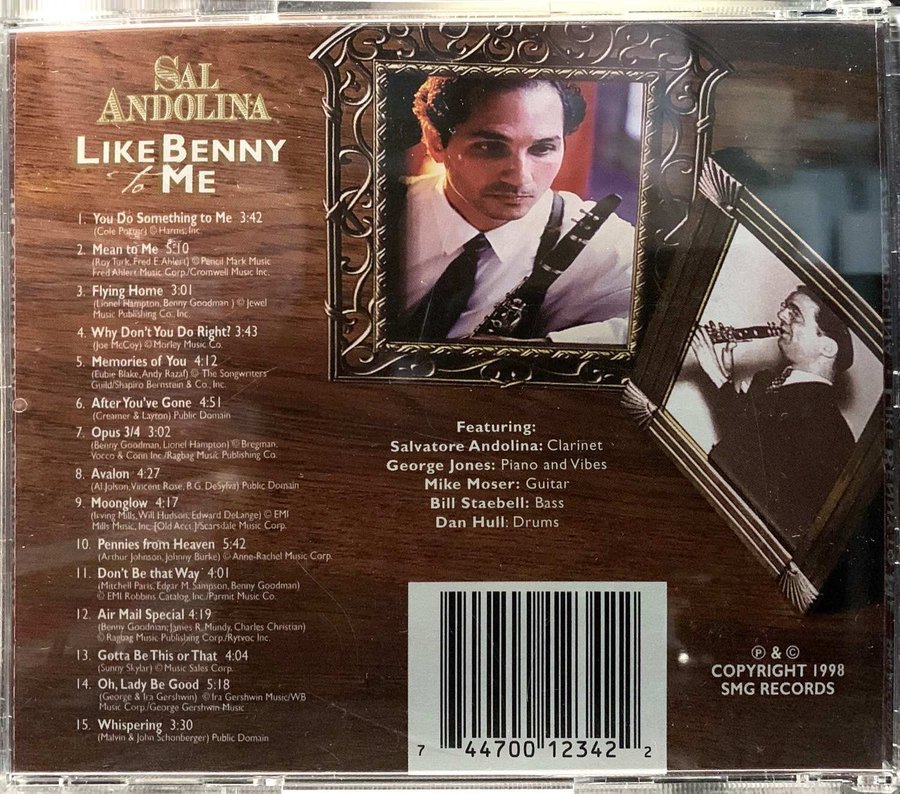 SAL
ANDOLINA
LIKE BENNY
to ME
1. You Do Something to Me 3:42
(Cole Porter) © Harms, Inc.
2. Mean to Me 5:10
(Roy Turk, Fred E Ahlert) © Pencil Mark Music
Fred Ahlert Music Corp./Cromwell Music Inc.
3. Flying Home 3:01
(Lionel Hampton, Benny Goodman ) © Jewel
Music Publishing Co., Inc.
4. Why Don't You Do Right? 3:43
(Joe McCoy) © Morley Music Co.
5. Memories of You 4:12
(Eubie Blake, Andy Razaf) © The Songwriters
Guild/Shapiro Bernstein & Co., Inc.
6. After You've Gone 4:51
(Creamer & Layton) Public Domain
7. Opus 3/4 3:02
(Benny Goodman, Lionel Hampton) © Bregman,
Vocco & Conn Inc./Ragbag Music Publishing Co.
8. Avalon 4:27
(Al Jolson, Vincent Rose, B.G. DeSylva) Public Domain
9. Moonglow 4:17
(Irving Mills, Will Hudson, Edward DeLange) © EMI
Mills Music, Inc. [Old Acct.]/Scarsdale Music Corp.
10. Pennies from Heaven 5:42
(Arthur Johnson, Johnny Burke) © Anne-Rachel Music Corp.
11. Don't Be that Way 4:01
(Mitchell Paris, Edgar M. Sampson, Benny Goodman)
© EMI Robbins Catalog, Inc./Parmit Music Co.
12. Air Mail Special 4:19
(Benny Goodman, James R. Mundy, Charles Christian)
© Ragbag Music Publishing Corp./Rytvoc Inc.
13. Gotta Be This or That 4:04
(Sunny Skylar) © Music Sales Corp.
14. Oh, Lady Be Good 5:18
(George & Ira Gershwin) © Ira Gershwin Music/WB
Music Corp./George Gershwin Music
15. Whispering 3:30
(Malvin & John Schonberger) Public Domain
Featuring:
Salvatore Andolina: Clarinet
George Jones: Piano and Vibes
Mike Moser: Guitar
Bill Staebell: Bass
Dan Hull: Drums
℗ & ©
COPYRIGHT 1998
SMG RECORDS
7 44700 12342 2